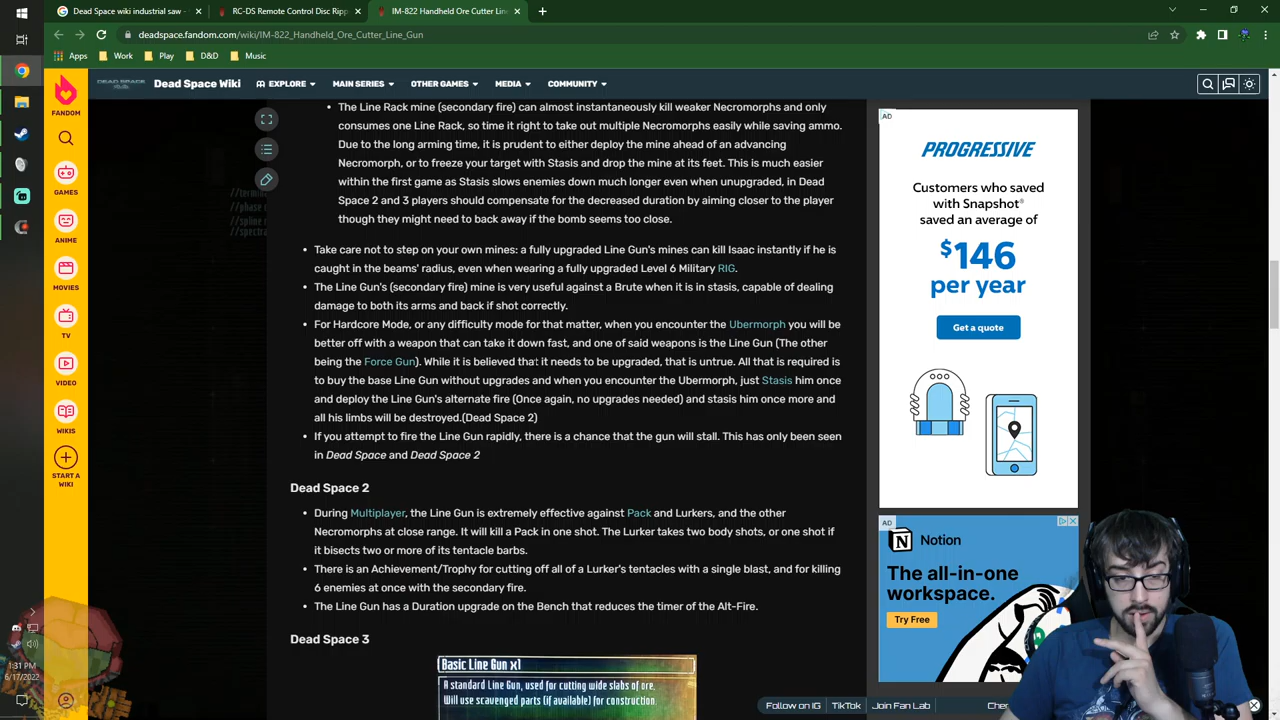 Dead Space wiki industrial
RC-DS Remote Control Disc Ripp
IM-822 Handheld Ore Cutter Lin
deadspace.fandom.com/wiki/IM-822_Handheld_Ore_Cutter_Line_Gun
Apps
Work
Play
D&D
Music
FANDOM
GAMES
ANIME
MOVIES
TV
VIDEO
WIKIS
START A
WIKI
DEAD SPACE
Dead Space Wiki
EXPLORE
MAIN SERIES
OTHER GAMES
MEDIA
COMMUNITY
The Line Rack mine (secondary fire) can almost instantaneously kill weaker Necromorphs and only
consumes one Line Rack, so time it right to take out multiple Necromorphs easily while saving ammo.
Due to the long arming time, it is prudent to either deploy the mine ahead of an advancing
Necromorph, or to freeze your target with Stasis and drop the mine at its feet. This is much easier
within the first game as Stasis slows enemies down much longer even when unupgraded, in Dead
Space 2 and 3 players should compensate for the decreased duration by aiming closer to the player
though they might need to back away if the bomb seems too close.
Take care not to step on your own mines: a fully upgraded Line Gun's mines can kill Isaac instantly if he is
caught in the beams' radius, even when wearing a fully upgraded Level 6 Military RIG.
The Line Gun's (secondary fire) mine is very useful against a Brute when it is in stasis, capable of dealing
damage to both its arms and back if shot correctly.
For Hardcore Mode, or any difficulty mode for that matter, when you encounter the Ubermorph you will be
better off with a weapon that can take it down fast, and one of said weapons is the Line Gun (The other
being the Force Gun). While it is believed that it needs to be upgraded, that is untrue. All that is required is
to buy the base Line Gun without upgrades and when you encounter the Ubermorph, just Stasis him once
and deploy the Line Gun's alternate fire (Once again, no upgrades needed) and stasis him once more and
all his limbs will be destroyed.(Dead Space 2)
If you attempt to fire the Line Gun rapidly, there is a chance that the gun will stall. This has only been seen
in Dead Space and Dead Space 2
Dead Space 2
During Multiplayer, the Line Gun is extremely effective against Pack and Lurkers, and the other
Necromorphs at close range. It will kill a Pack in one shot. The Lurker takes two body shots, or one shot if
it bisects two or more of its tentacle barbs.
There is an Achievement/Trophy for cutting off all of a Lurker's tentacles with a single blast, and for killing
6 enemies at once with the secondary fire.
The Line Gun has a Duration upgrade on the Bench that reduces the timer of the Alt-Fire.
Dead Space 3
Basic Line Gun x1
A standard Line Gun, used for cutting wide slabs of ore.
Will use scavenged parts (if available) for construction.
AD
PROGRESSIVE
Customers who saved
with Snapshot®
saved an average of
$146
per year
Get a quote
AD
Notion
The all-in-one
workspace.
Try Free
Follow on IG
TikTok
Join Fan Lab
1:31 PM
6/17/2022